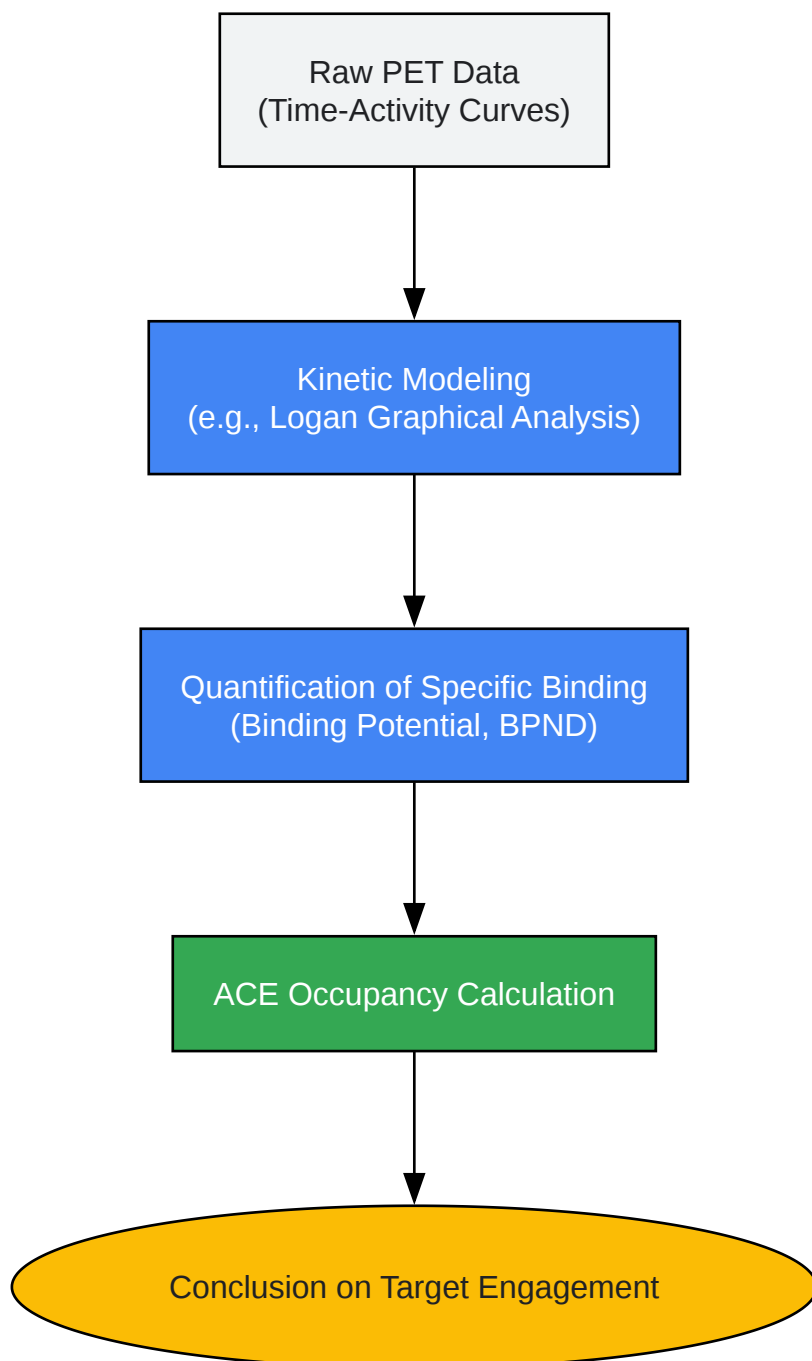 Raw PET Data
(Time-Activity Curves)
Kinetic Modeling
(e.g., Logan Graphical Analysis)
Quantification of Specific Binding
(Binding Potential, BPND)
ACE Occupancy Calculation
Conclusion on Target Engagement